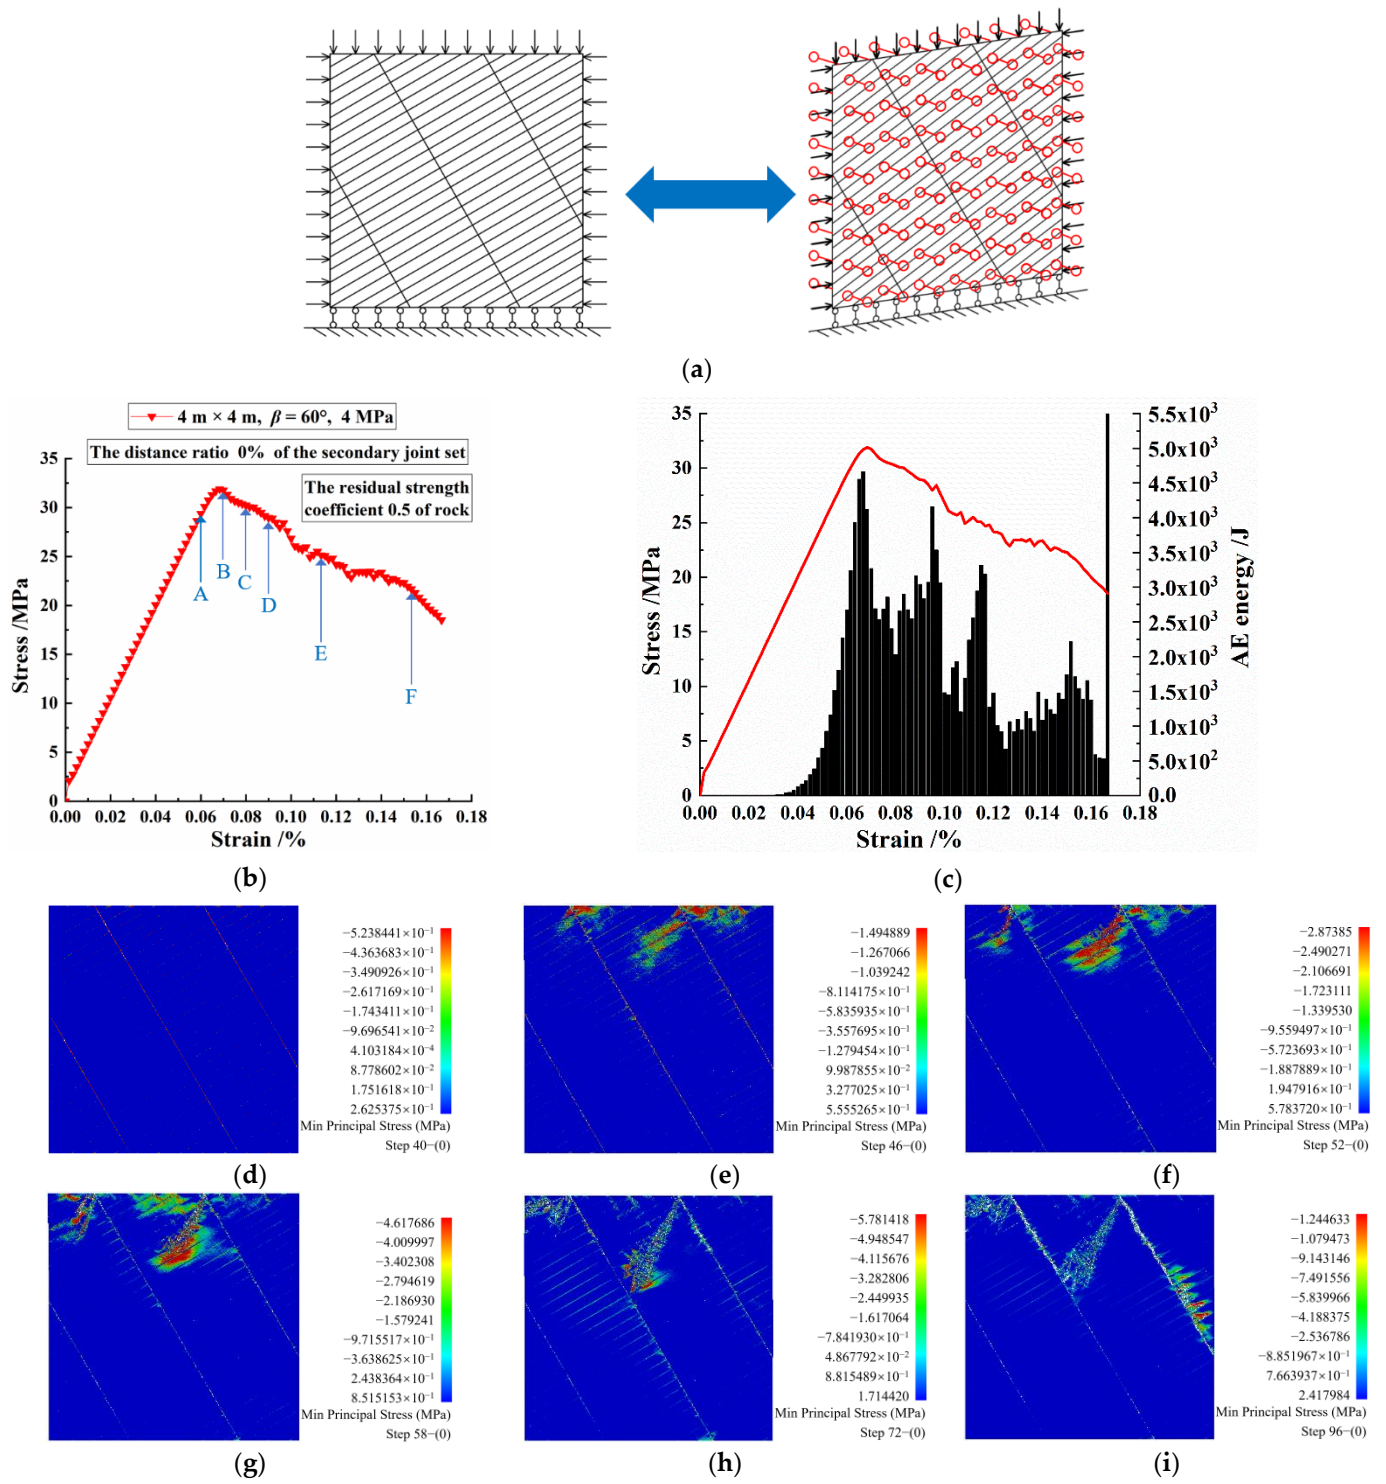 (a)
4 m × 4 m, β = 60°, 4 MPa
The distance ratio 0% of the secondary joint set
The residual strength
coefficient 0.5 of rock
35
30
25
20
15
10
5
0
0.00 0.02 0.04 0.06 0.08 0.10 0.12 0.14 0.16 0.18
Stress /MPa
Strain /%
A
B
C
D
E
F
(b)
35
30
25
20
15
10
5
0
0.00 0.02 0.04 0.06 0.08 0.10 0.12 0.14 0.16 0.18
Stress /MPa
Strain /%
5.5x10³
5.0x10³
4.5x10³
4.0x10³
3.5x10³
3.0x10³
2.5x10³
2.0x10³
1.5x10³
1.0x10³
5.0x10²
0.0
AE energy /J
(c)
−5.238441×10⁻¹
−4.363683×10⁻¹
−3.490926×10⁻¹
−2.617169×10⁻¹
−1.743411×10⁻¹
−9.696541×10⁻²
4.103184×10⁻⁴
8.778602×10⁻²
1.751618×10⁻¹
2.625375×10⁻¹
Min Principal Stress (MPa)
Step 40−(0)
(d)
−1.494889
−1.267066
−1.039242
−8.114175×10⁻¹
−5.835935×10⁻¹
−3.557695×10⁻¹
−1.279454×10⁻¹
9.987855×10⁻²
3.277025×10⁻¹
5.555265×10⁻¹
Min Principal Stress (MPa)
Step 46−(0)
(e)
−2.87385
−2.490271
−2.106691
−1.723111
−1.339530
−9.559497×10⁻¹
−5.723693×10⁻¹
−1.887889×10⁻¹
1.947916×10⁻¹
5.783720×10⁻¹
Min Principal Stress (MPa)
Step 52−(0)
(f)
−4.617686
−4.009997
−3.402308
−2.794619
−2.186930
−1.579241
−9.715517×10⁻¹
−3.638625×10⁻¹
2.438364×10⁻¹
8.515153×10⁻¹
Min Principal Stress (MPa)
Step 58−(0)
(g)
−5.781418
−4.948547
−4.115676
−3.282806
−2.449935
−1.617064
−7.841930×10⁻¹
4.867792×10⁻²
8.815489×10⁻¹
1.714420
Min Principal Stress (MPa)
Step 72−(0)
(h)
−1.244633
−1.079473
−9.143146
−7.491556
−5.839966
−4.188375
−2.536786
−8.851967×10⁻¹
7.663937×10⁻¹
2.417984
Min Principal Stress (MPa)
Step 96−(0)
(i)